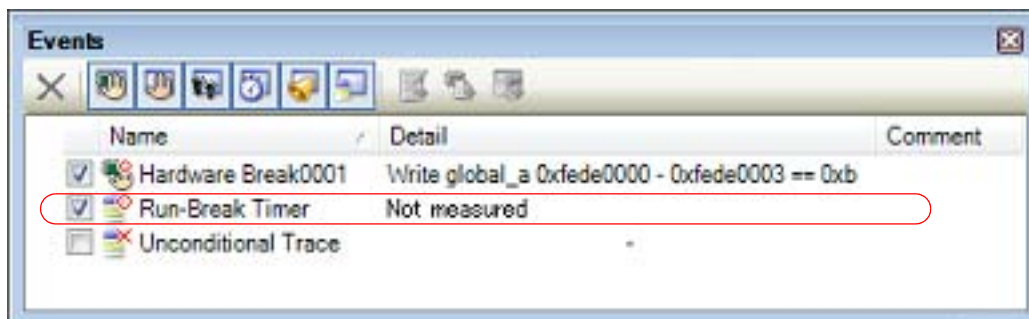 Events
Name Detail Comment
Hardware Break0001 Write global_a 0xfede0000 - 0xfede0003 == 0xb
Run-Break Timer Not measured
Unconditional Trace -